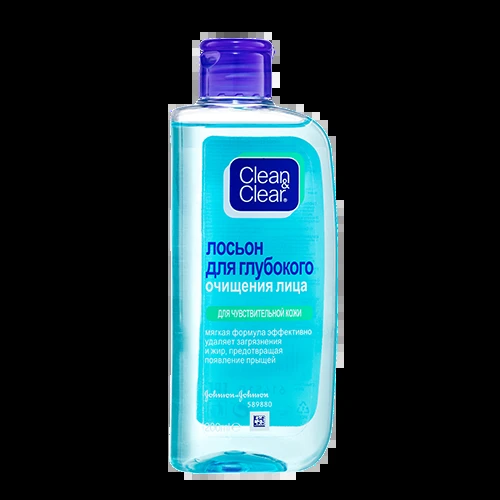 Clean &
Clear®
лосьон
для глубокого
очищения лица
для чувствительной кожи
мягкая формула эффективно
удаляет загрязнения
и жир, предотвращая
появление прыщей
Johnson & Johnson
589880